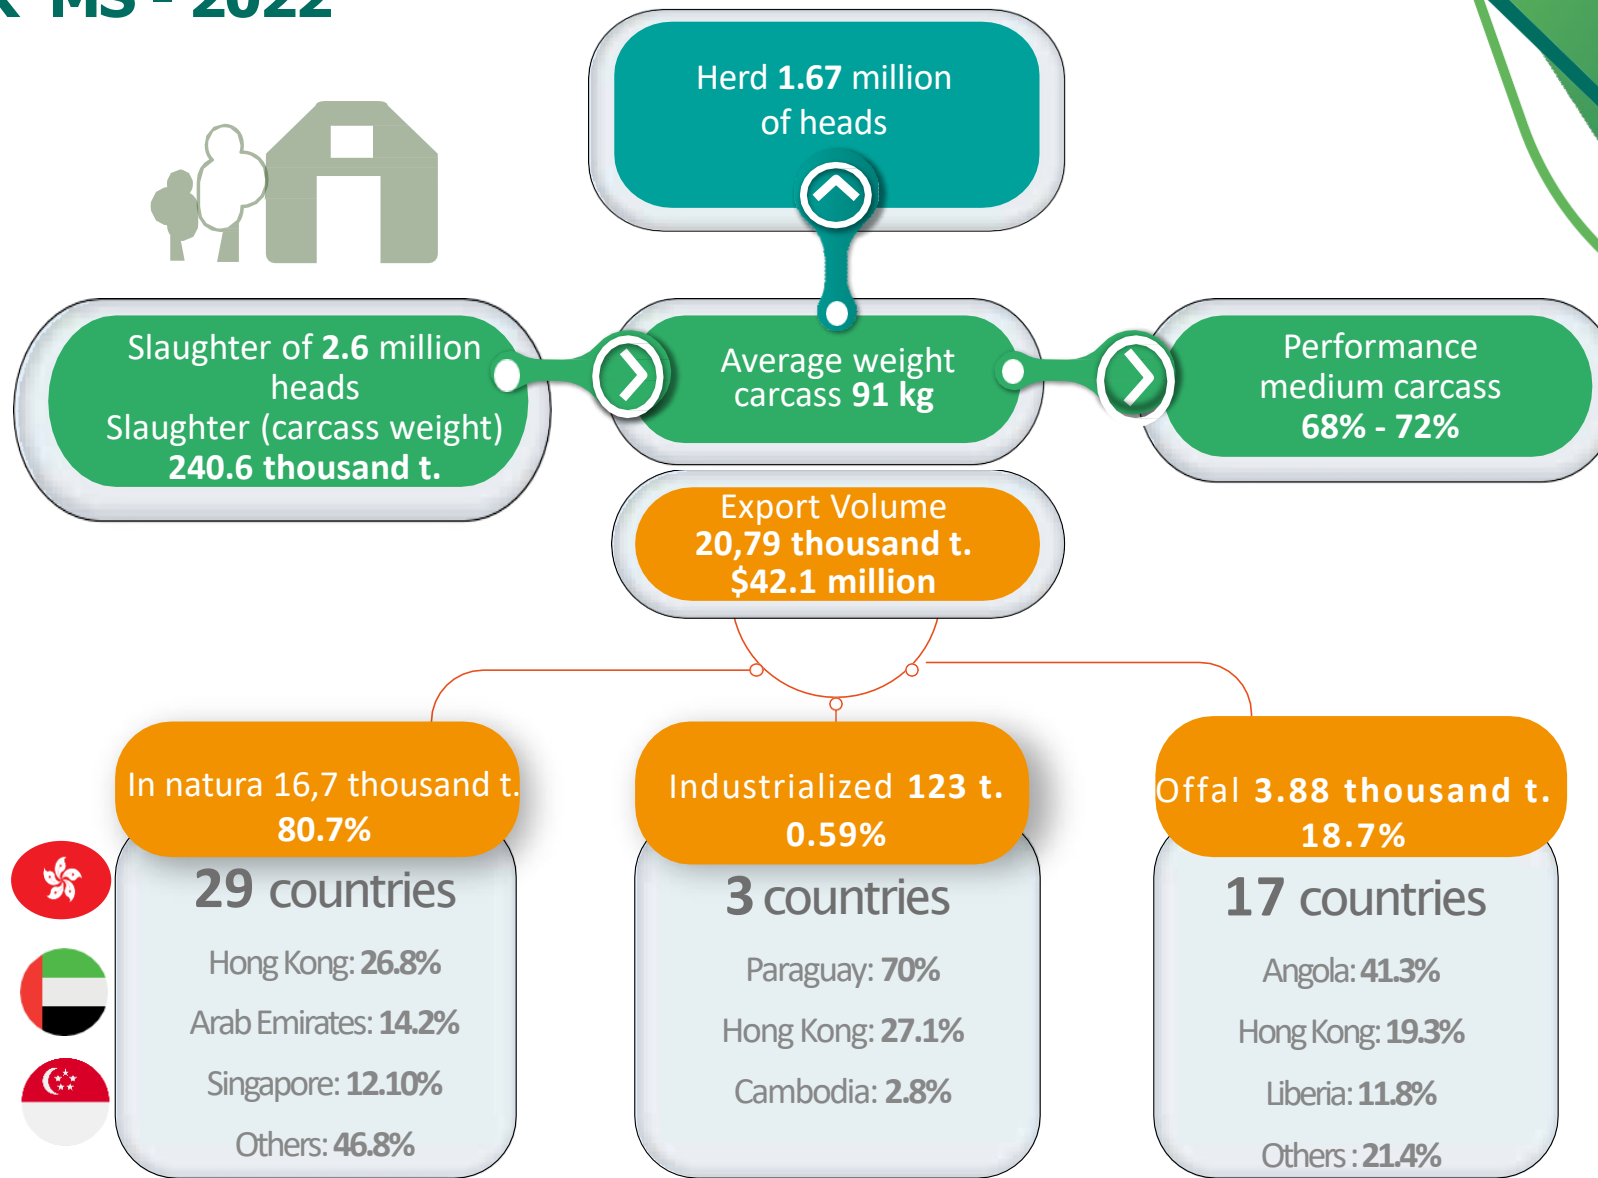 MS - 2022
Herd 1.67 million
of heads
Slaughter of 2.6 million
heads
Slaughter (carcass weight)
240.6 thousand t.
Average weight
carcass 91 kg
Performance
medium carcass
68% - 72%
Export Volume
20,79 thousand t.
$42.1 million
In natura 16,7 thousand t.
80.7%
29 countries
Hong Kong: 26.8%
Arab Emirates: 14.2%
Singapore: 12.10%
Others: 46.8%
Industrialized 123 t.
0.59%
3 countries
Paraguay: 70%
Hong Kong: 27.1%
Cambodia: 2.8%
Offal 3.88 thousand t.
18.7%
17 countries
Angola: 41.3%
Hong Kong: 19.3%
Liberia: 11.8%
Others : 21.4%